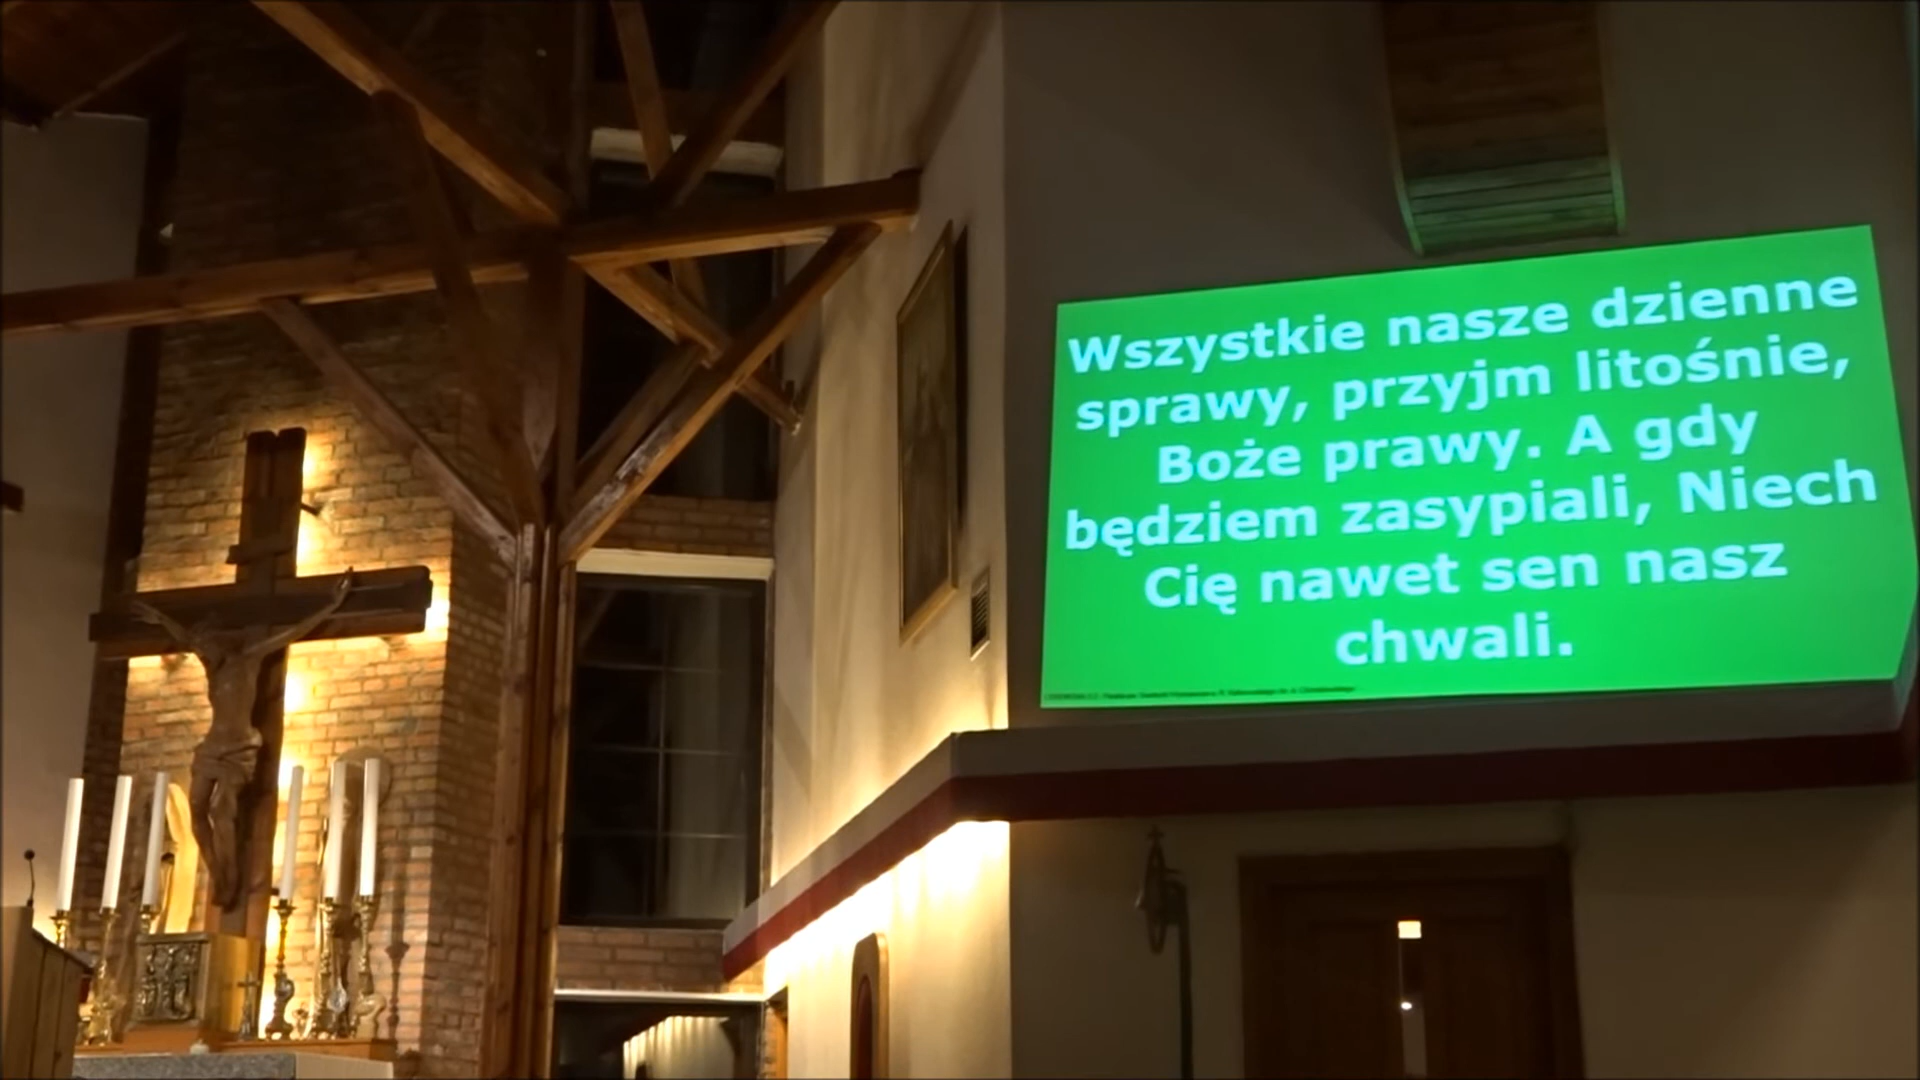 Wszystkie nasze dzienne
sprawy, przyjm litośnie,
Boże prawy. A gdy
będziem zasypiali, Niech
Cię nawet sen nasz
chwali.